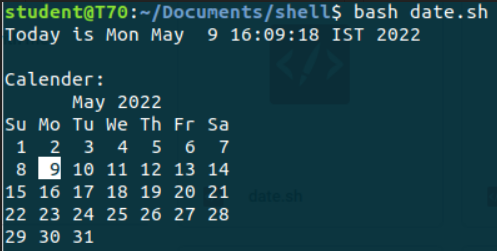 student@T70:~/Documents/shell$ bash date.sh
Today is Mon May  9 16:09:18 IST 2022

Calender:
      May 2022
Su Mo Tu We Th Fr Sa
 1  2  3  4  5  6  7
 8  9 10 11 12 13 14
15 16 17 18 19 20 21
22 23 24 25 26 27 28
29 30 31
date.sh